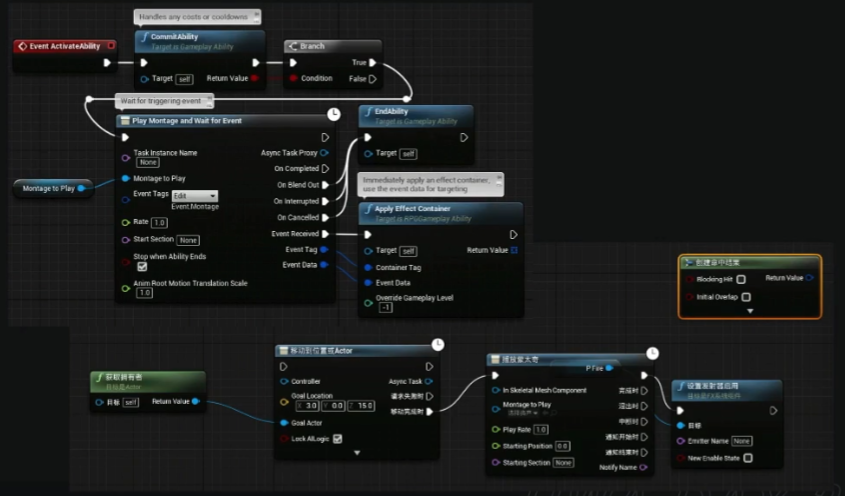 Handles any costs or cooldowns
Event ActivateAbility
CommitAbility
Target is Gameplay Ability
Target self
Return Value
Branch
Condition
True
False
Wait for triggering event
Play Montage and Wait for Event
Task Instance Name
None
Montage to Play
Montage to Play
Event Tags Edit
Event.Montage
Rate 1.0
Start Section None
Stop when Ability Ends
Anim Root Motion Translation Scale
1.0
Async Task Proxy
On Completed
On Blend Out
On Interrupted
On Cancelled
Event Received
Event Tag
Event Data
EndAbility
Target is Gameplay Ability
Target self
Immediately apply an effect container,
use the event data for targeting
Apply Effect Container
Target is RPGGameplay Ability
Target self
Return Value
Container Tag
Event Data
Override Gameplay Level
-1
创建命中结果
Blocking Hit
Return Value
Initial Overlap
获取拥有者
目标是Actor
目标 self
Return Value
移动到位置或Actor
Controller
Async Task
Goal Location
请求失败时
X 3.0 Y 0.0 Z 15.0
移动完成时
Goal Actor
Lock AILogic
播放蒙太奇
P Fire
In Skeletal Mesh Component
完成时
Montage to Play
混出时
中断时
Play Rate 1.0
通知开始时
Starting Position 0.0
通知结束时
Starting Section None
Notify Name
设置发射器启用
目标
Emitter Name None
New Enable State